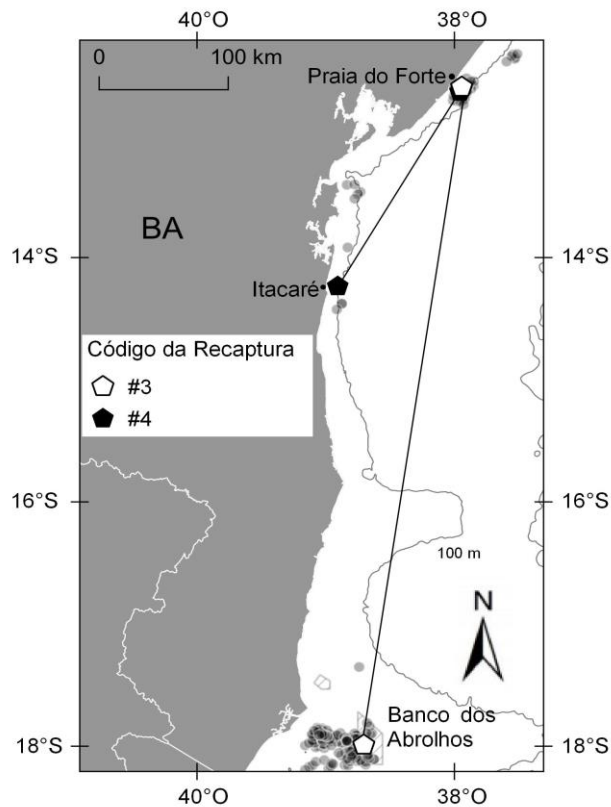 40°O 38°O
0 100 km
Praia do Forte
BA
14°S 14°S
Itacaré
Código da Recaptura
#3
#4
16°S 16°S
100 m
N
Banco dos
Abrolhos
18°S 18°S
40°O 38°O